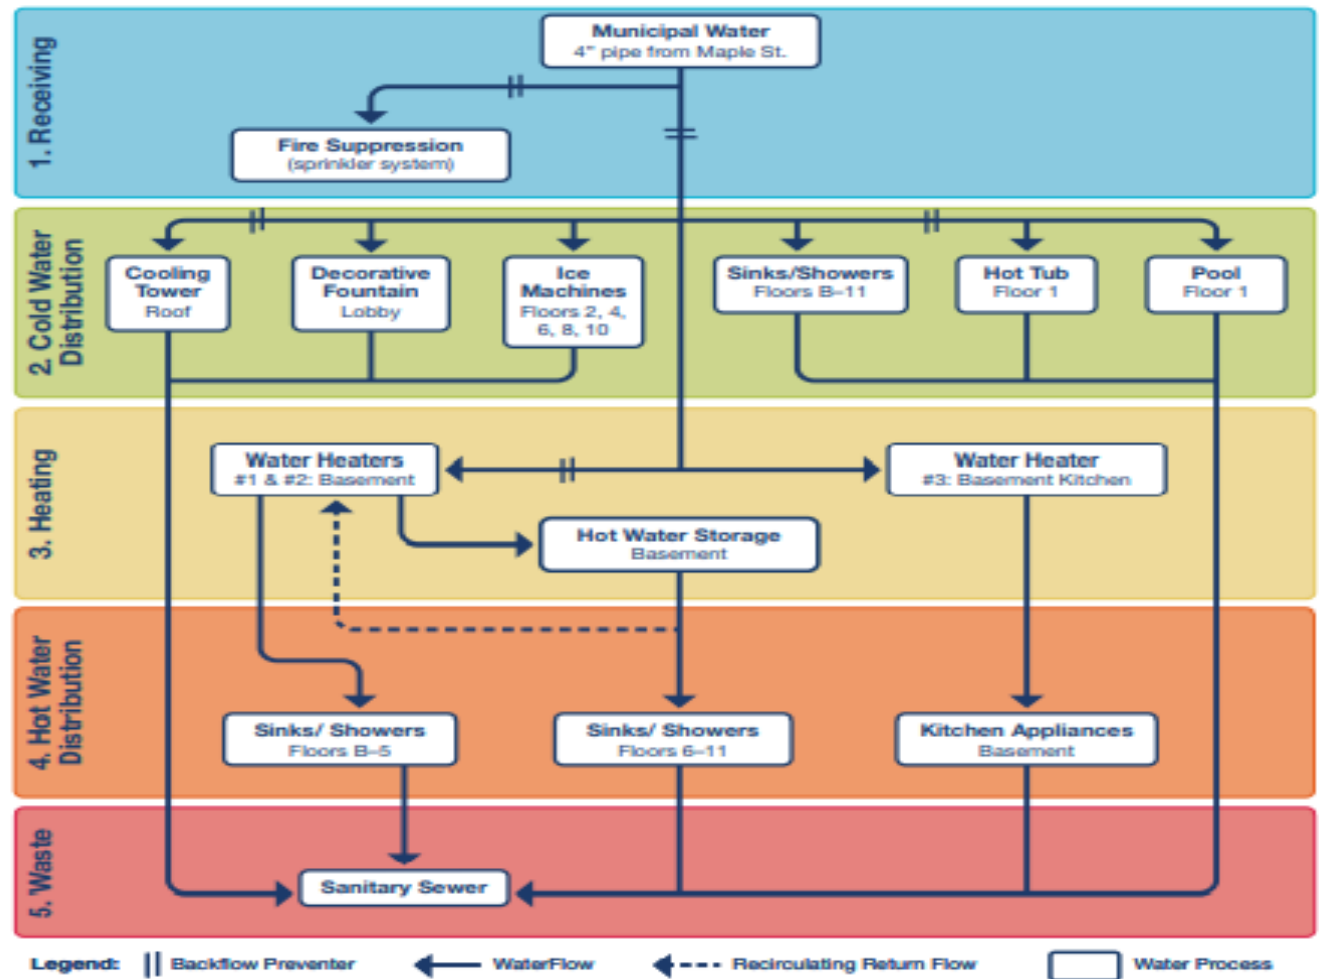 1. Receiving
Municipal Water
4" pipe from Maple St.
Fire Suppression
(sprinkler system)
2. Cold Water
Distribution
Cooling
Tower
Roof
Decorative
Fountain
Lobby
Ice
Machines
Floors 2, 4,
6, 8, 10
Sinks/Showers
Floors B–11
Hot Tub
Floor 1
Pool
Floor 1
3. Heating
Water Heaters
#1 & #2: Basement
Water Heater
#3: Basement Kitchen
Hot Water Storage
Basement
4. Hot Water
Distribution
Sinks/ Showers
Floors B–5
Sinks/ Showers
Floors 6–11
Kitchen Appliances
Basement
5. Waste
Sanitary Sewer
Legend: Backflow Preventer WaterFlow Recirculating Return Flow Water Process